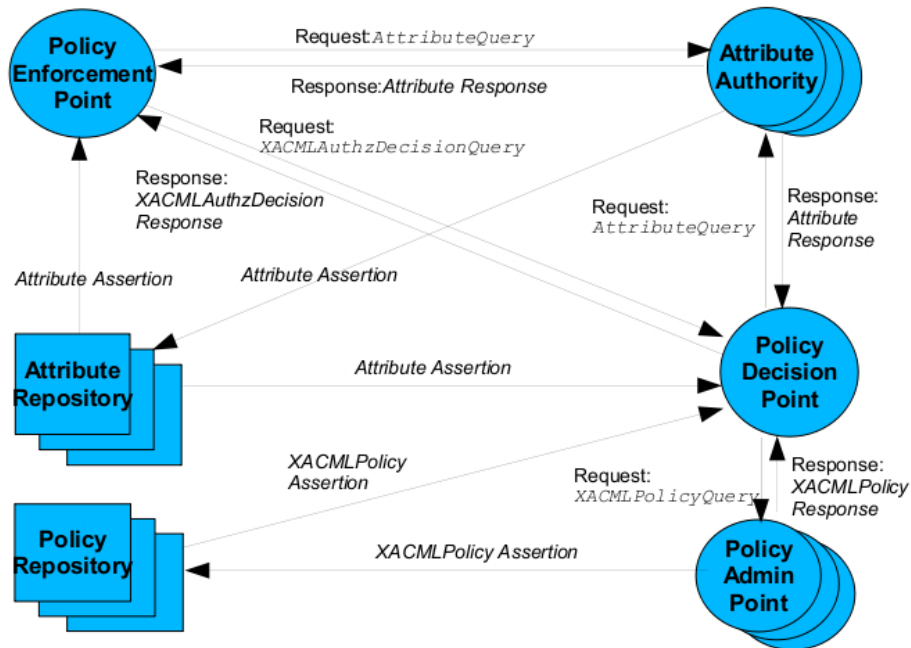 Policy
Enforcement
Point
Request:AttributeQuery
Response:Attribute Response
Attribute
Authority
Request:
XACMLAuthzDecisionQuery
Response:
XACMLAuthzDecision
Response
Request:
AttributeQuery
Response:
Attribute
Response
Attribute Assertion
Attribute Assertion
Attribute
Repository
Attribute Assertion
Policy
Decision
Point
XACMLPolicy
Assertion
Request:
XACMLPolicyQuery
Response:
XACMLPolicy
Response
Policy
Repository
XACMLPolicy Assertion
Policy
Admin
Point